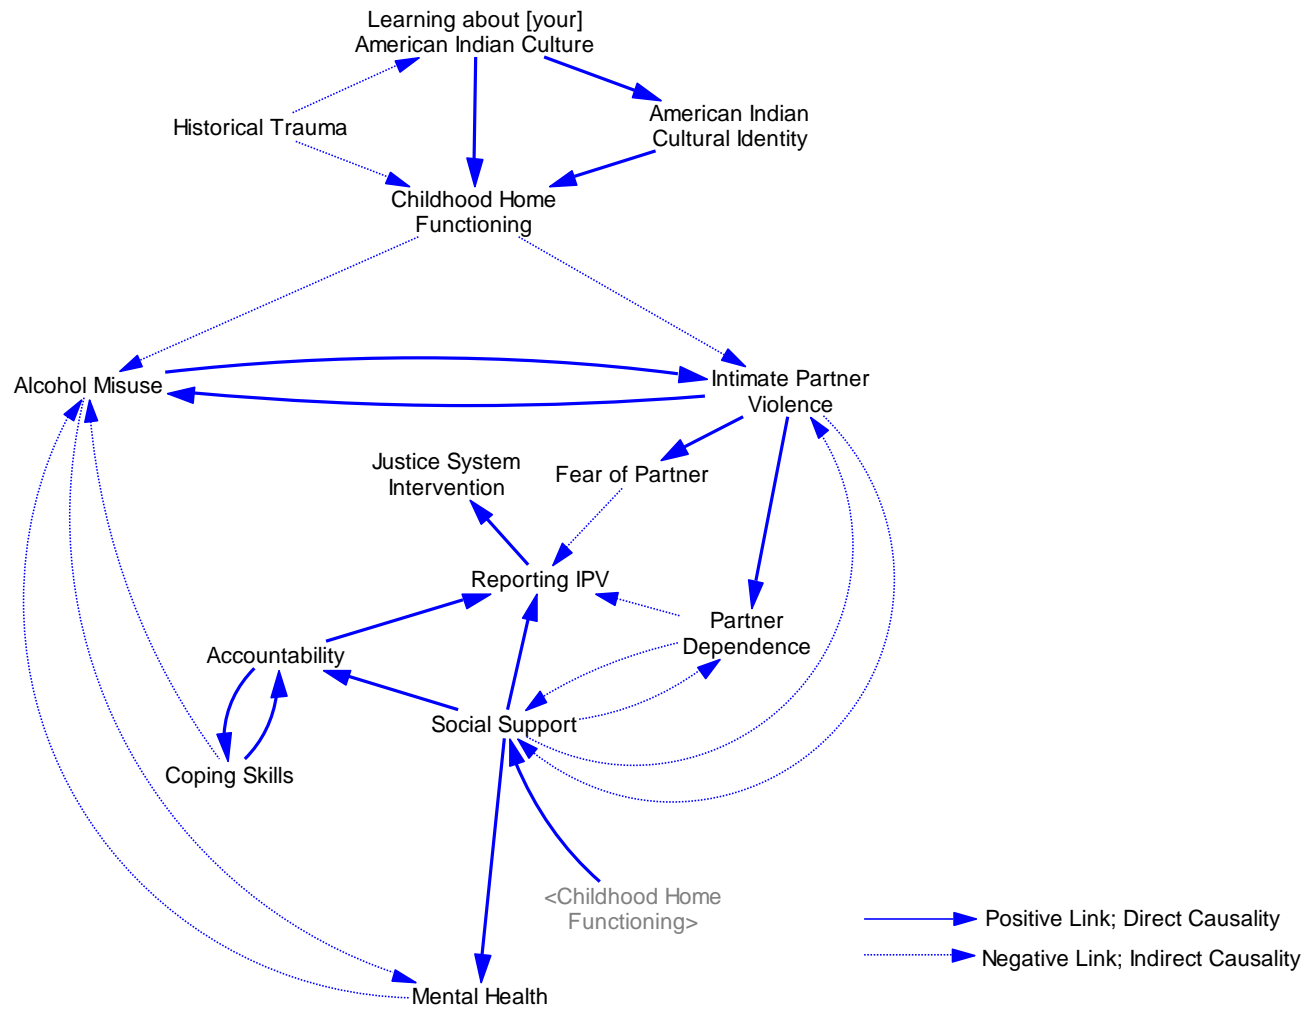 Learning about [your]
American Indian Culture
American Indian
Cultural Identity
Historical Trauma
Childhood Home
Functioning
Alcohol Misuse
Intimate Partner
Violence
Justice System
Intervention
Fear of Partner
Reporting IPV
Partner
Dependence
Accountability
Social Support
Coping Skills
<Childhood Home
Functioning>
Positive Link; Direct Causality
Negative Link; Indirect Causality
Mental Health